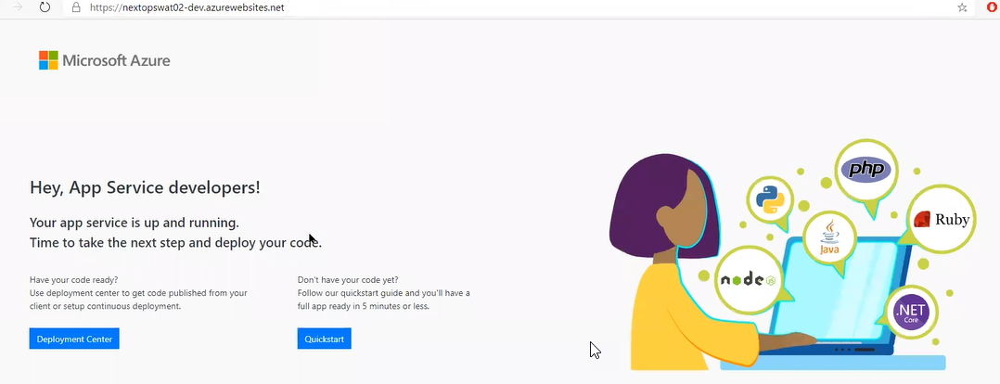 https://nextopswat02-dev.azurewebsites.net
Microsoft Azure
Hey, App Service developers!
Your app service is up and running.
Time to take the next step and deploy your code.
Have your code ready?
Use deployment center to get code published from your
client or setup continuous deployment.
Deployment Center
Don't have your code yet?
Follow our quickstart guide and you'll have a
full app ready in 5 minutes or less.
Quickstart
php
Ruby
Java
node
JS
.NET
Core